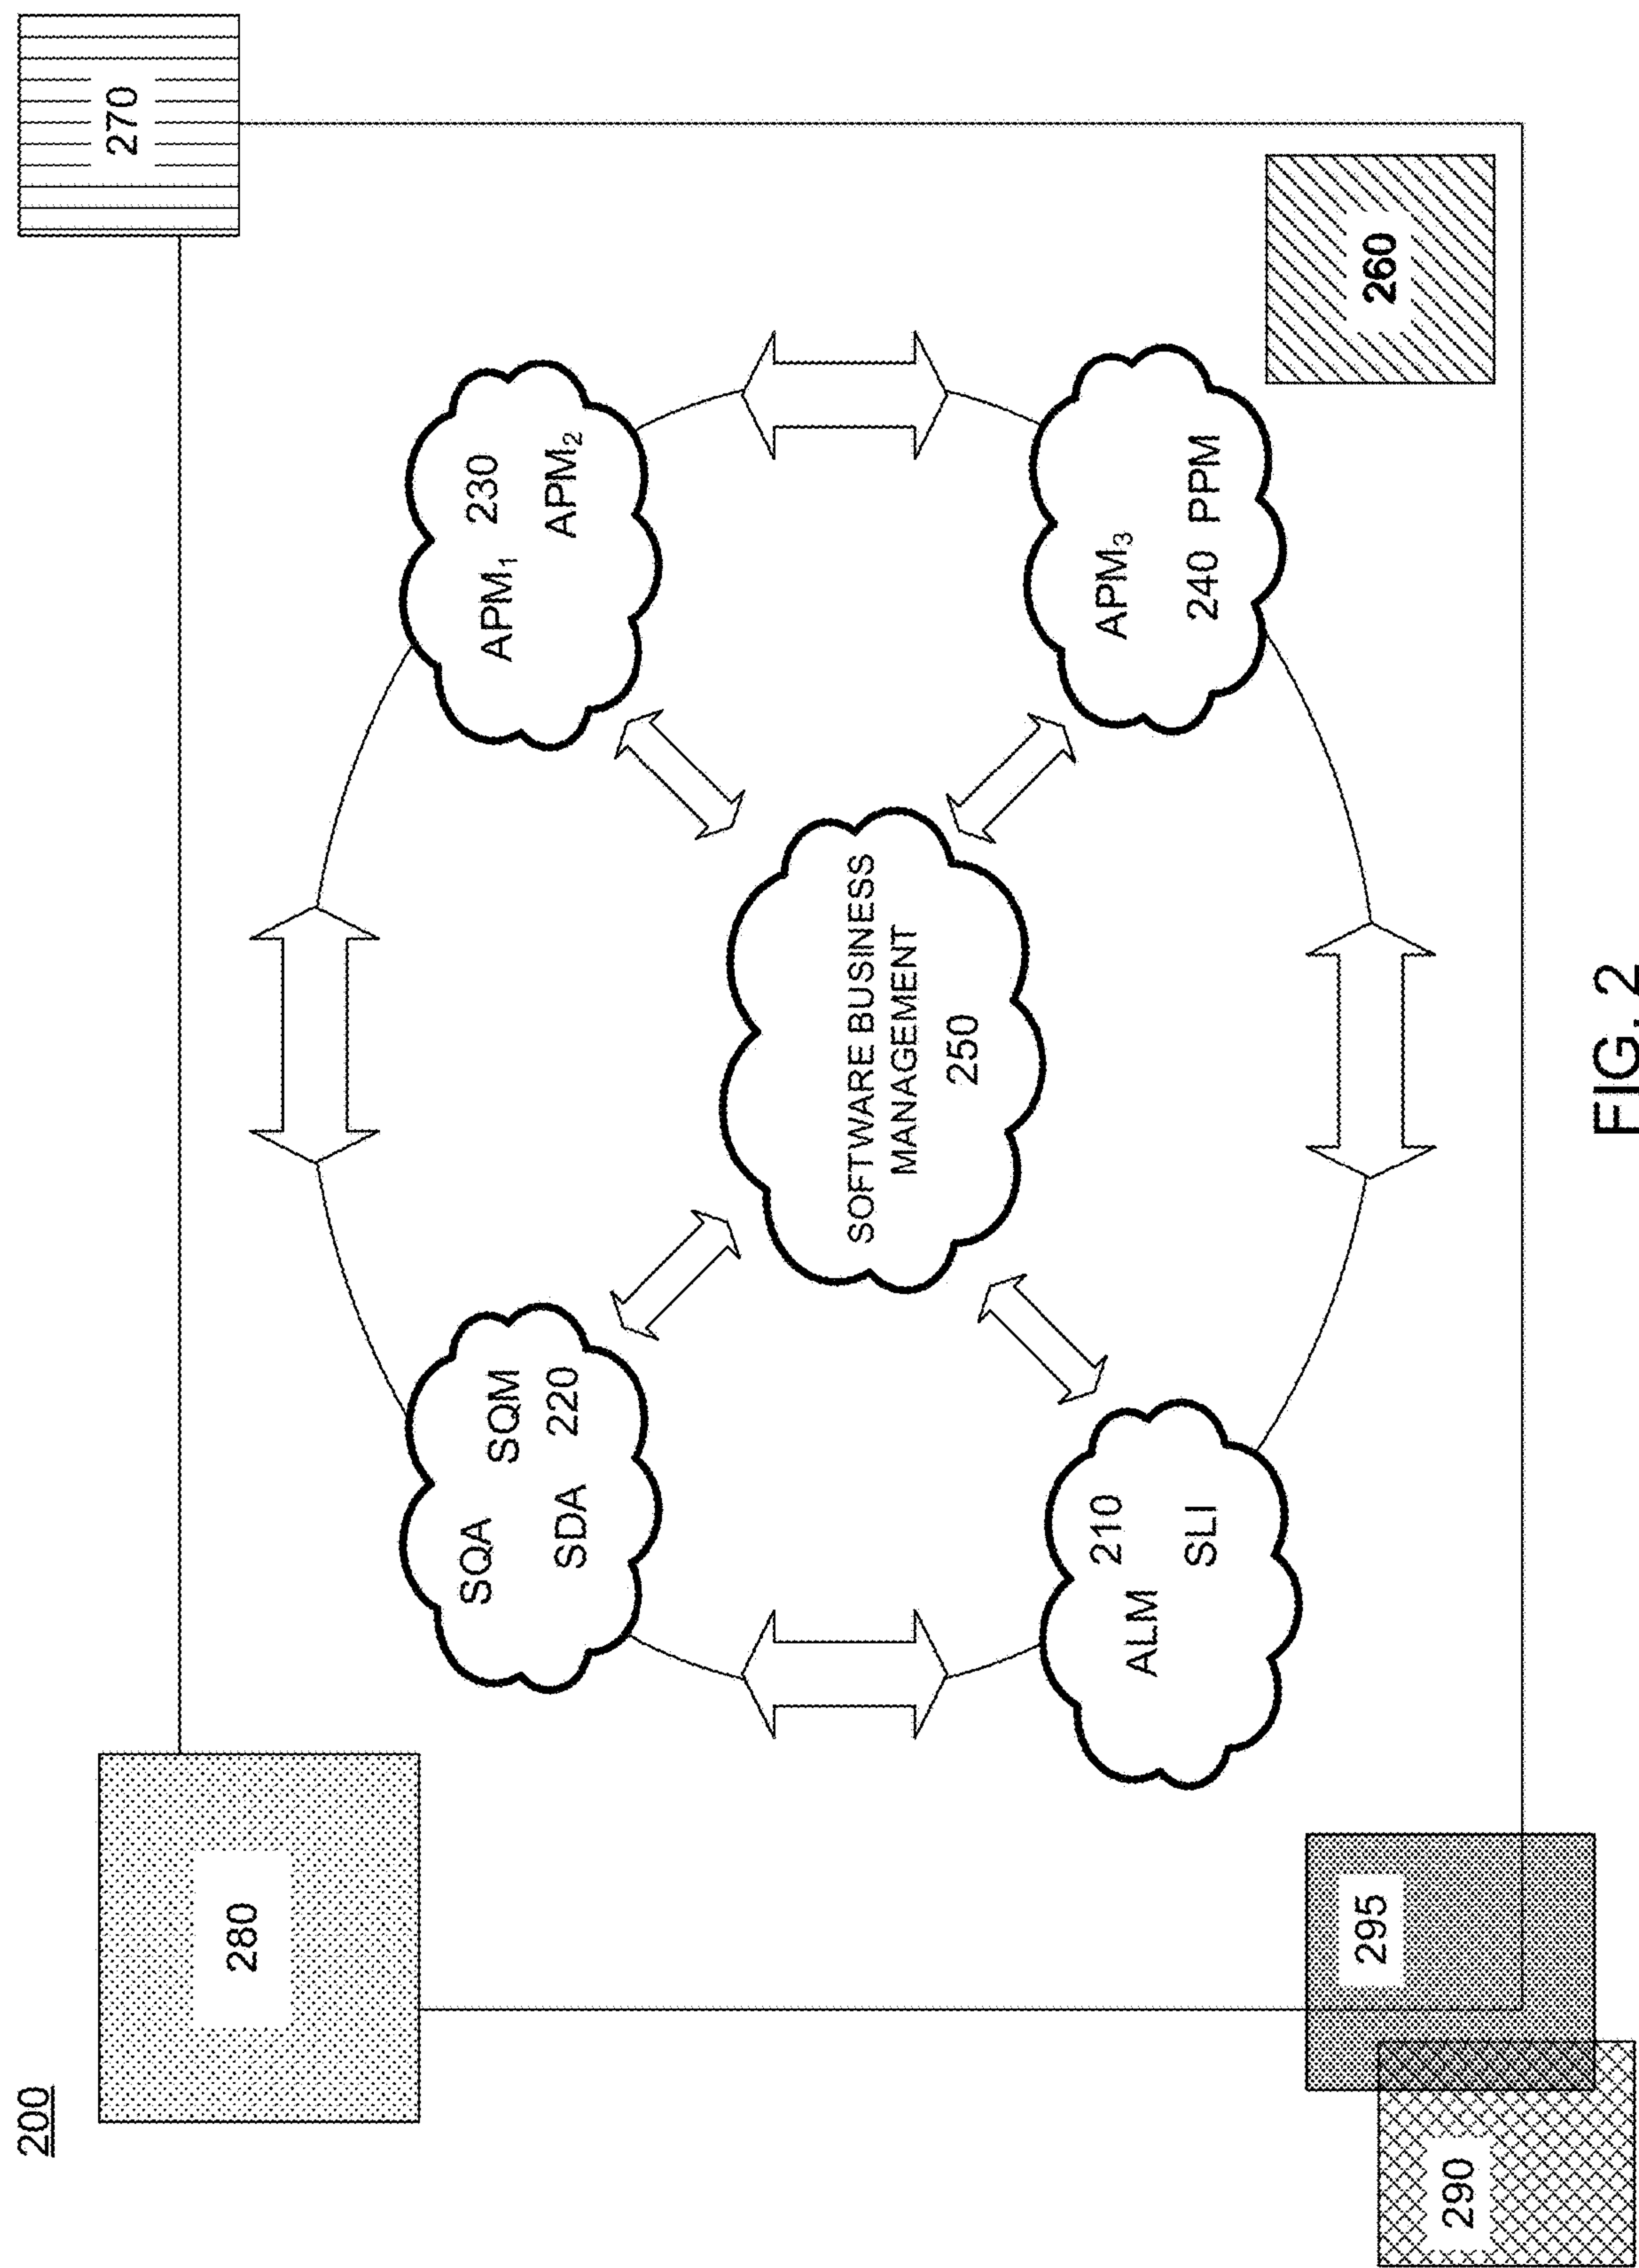 200
280
270
SQA
SQM
SDA
220
APM₁
230
APM₂
SOFTWARE BUSINESS
MANAGEMENT
250
ALM
210
SLI
APM₃
240 PPM
295
260
290
FIG. 2